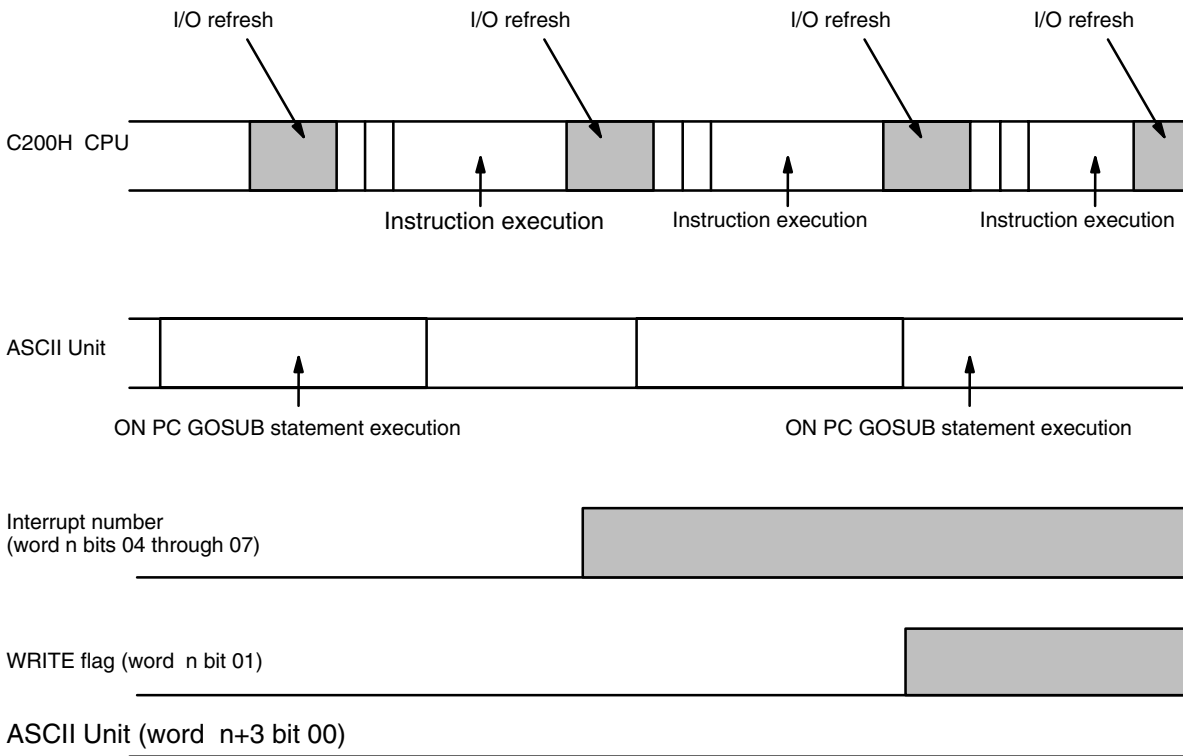 I/O refresh
I/O refresh
I/O refresh
I/O refresh
C200H CPU
Instruction execution
Instruction execution
Instruction execution
ASCII Unit
ON PC GOSUB statement execution
ON PC GOSUB statement execution
Interrupt number
(word n bits 04 through 07)
WRITE flag (word n bit 01)
ASCII Unit (word n+3 bit 00)